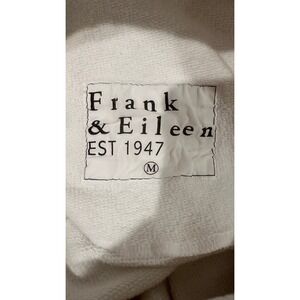 Frank
& Eileen
EST 1947
M